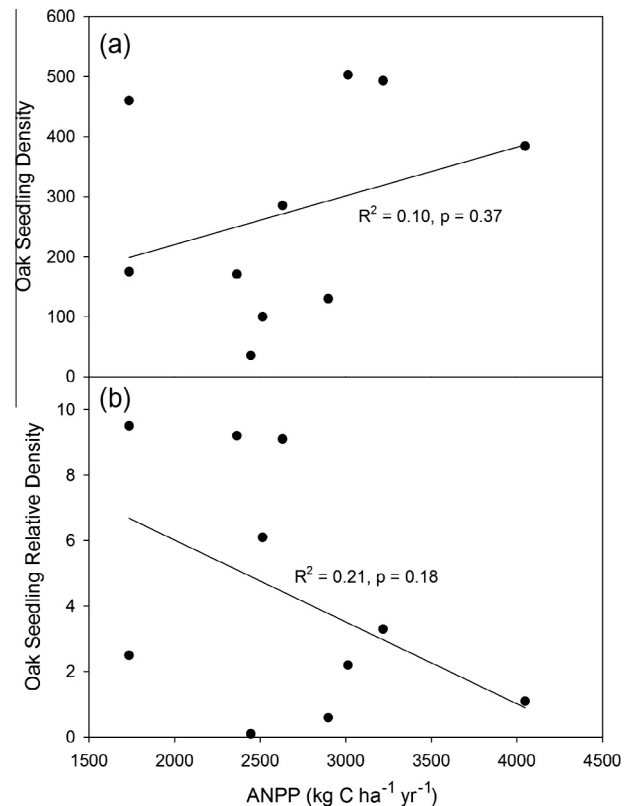 600
(a)
500
400
300
200
100
0
Oak Seedling Density
R² = 0.10, p = 0.37
(b)
10
8
6
4
2
0
Oak Seedling Relative Density
R² = 0.21, p = 0.18
1500 2000 2500 3000 3500 4000 4500
ANPP (kg C ha⁻¹ yr⁻¹)